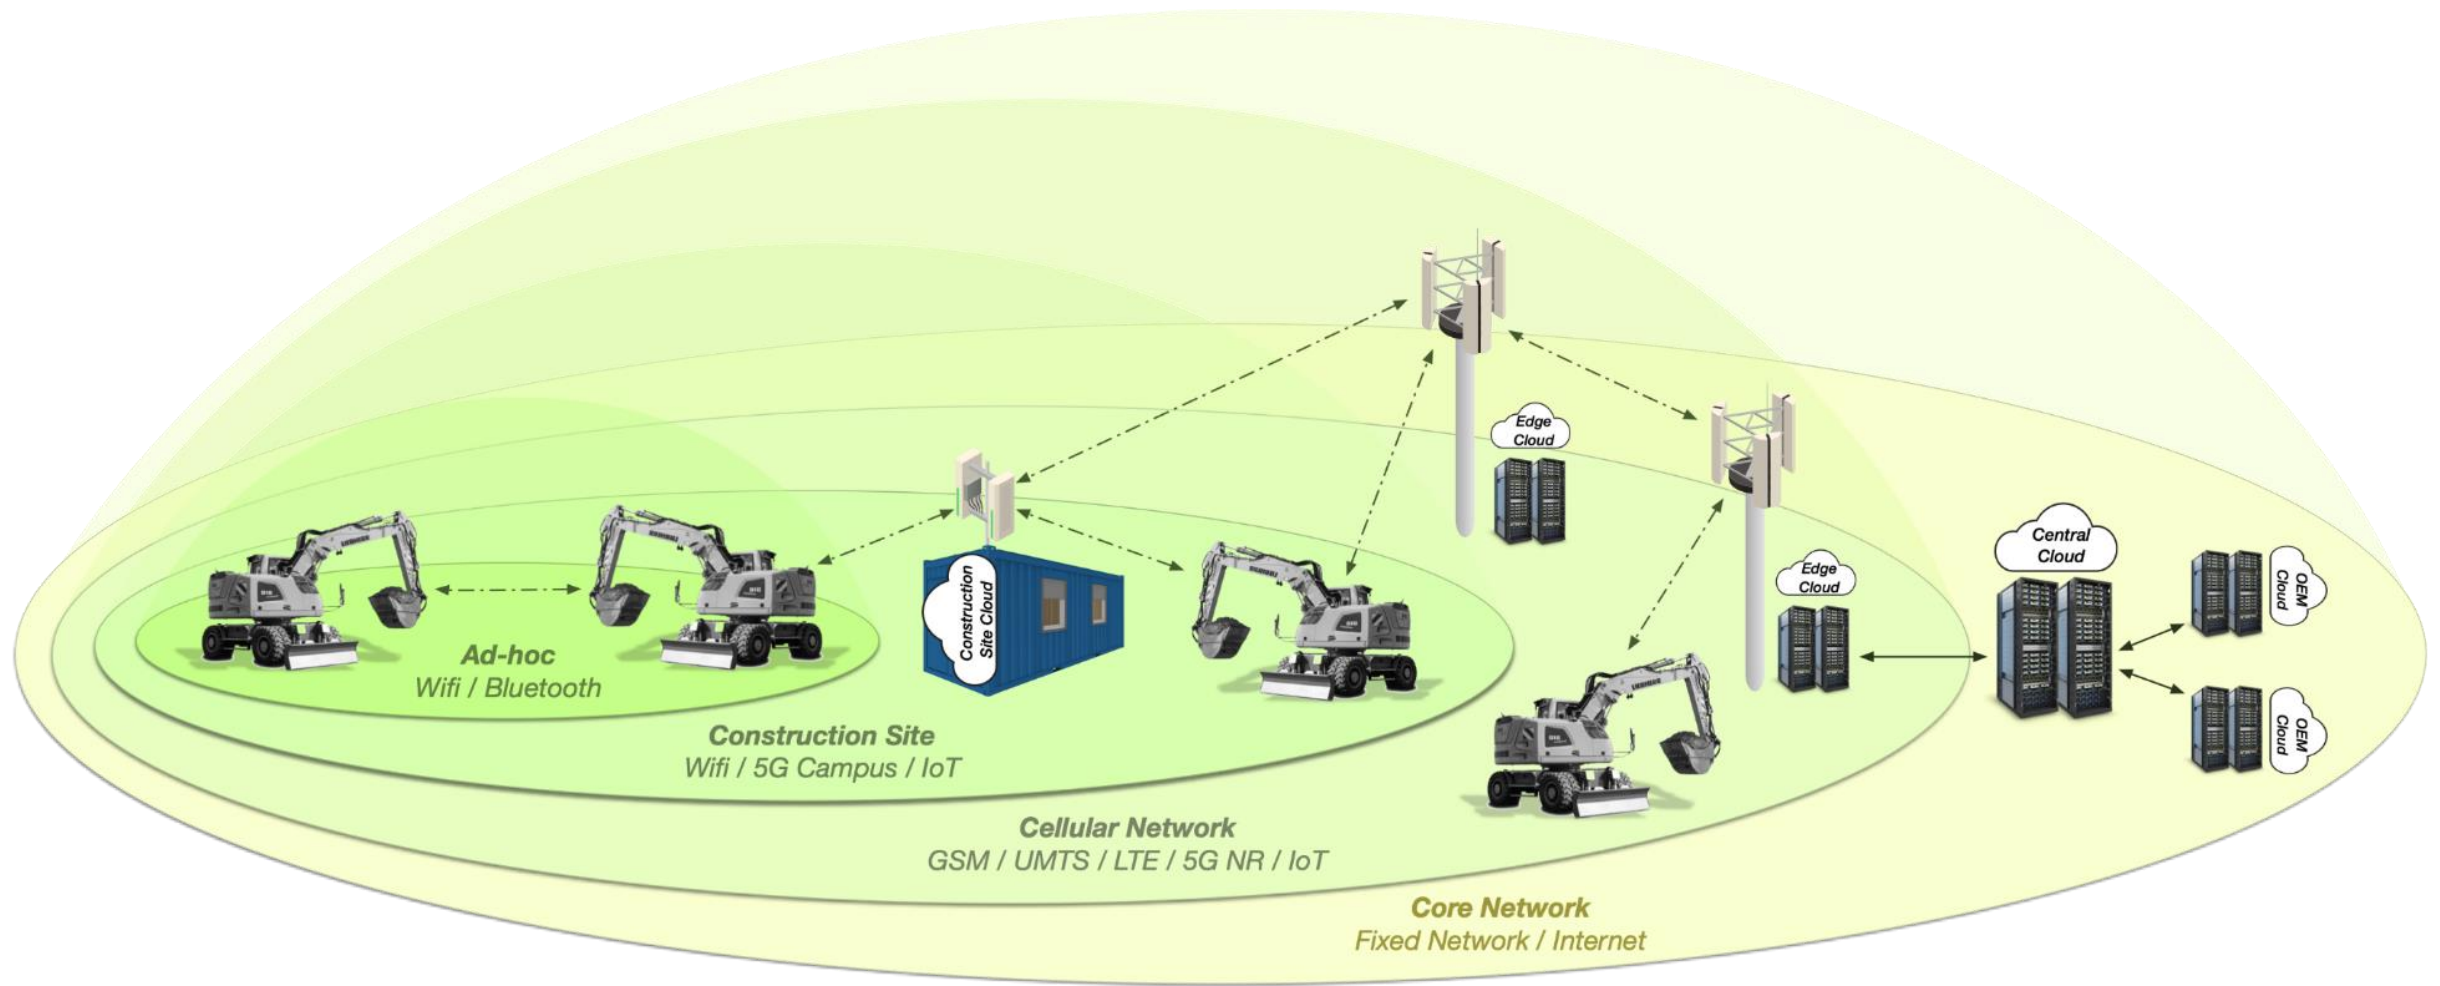 Edge
Cloud
Edge
Cloud
Central
Cloud
OEM
Cloud
OEM
Cloud
Construction
Site Cloud
LIEBHERR
Ad-hoc
Wifi / Bluetooth
Construction Site
Wifi / 5G Campus / IoT
Cellular Network
GSM / UMTS / LTE / 5G NR / IoT
Core Network
Fixed Network / Internet